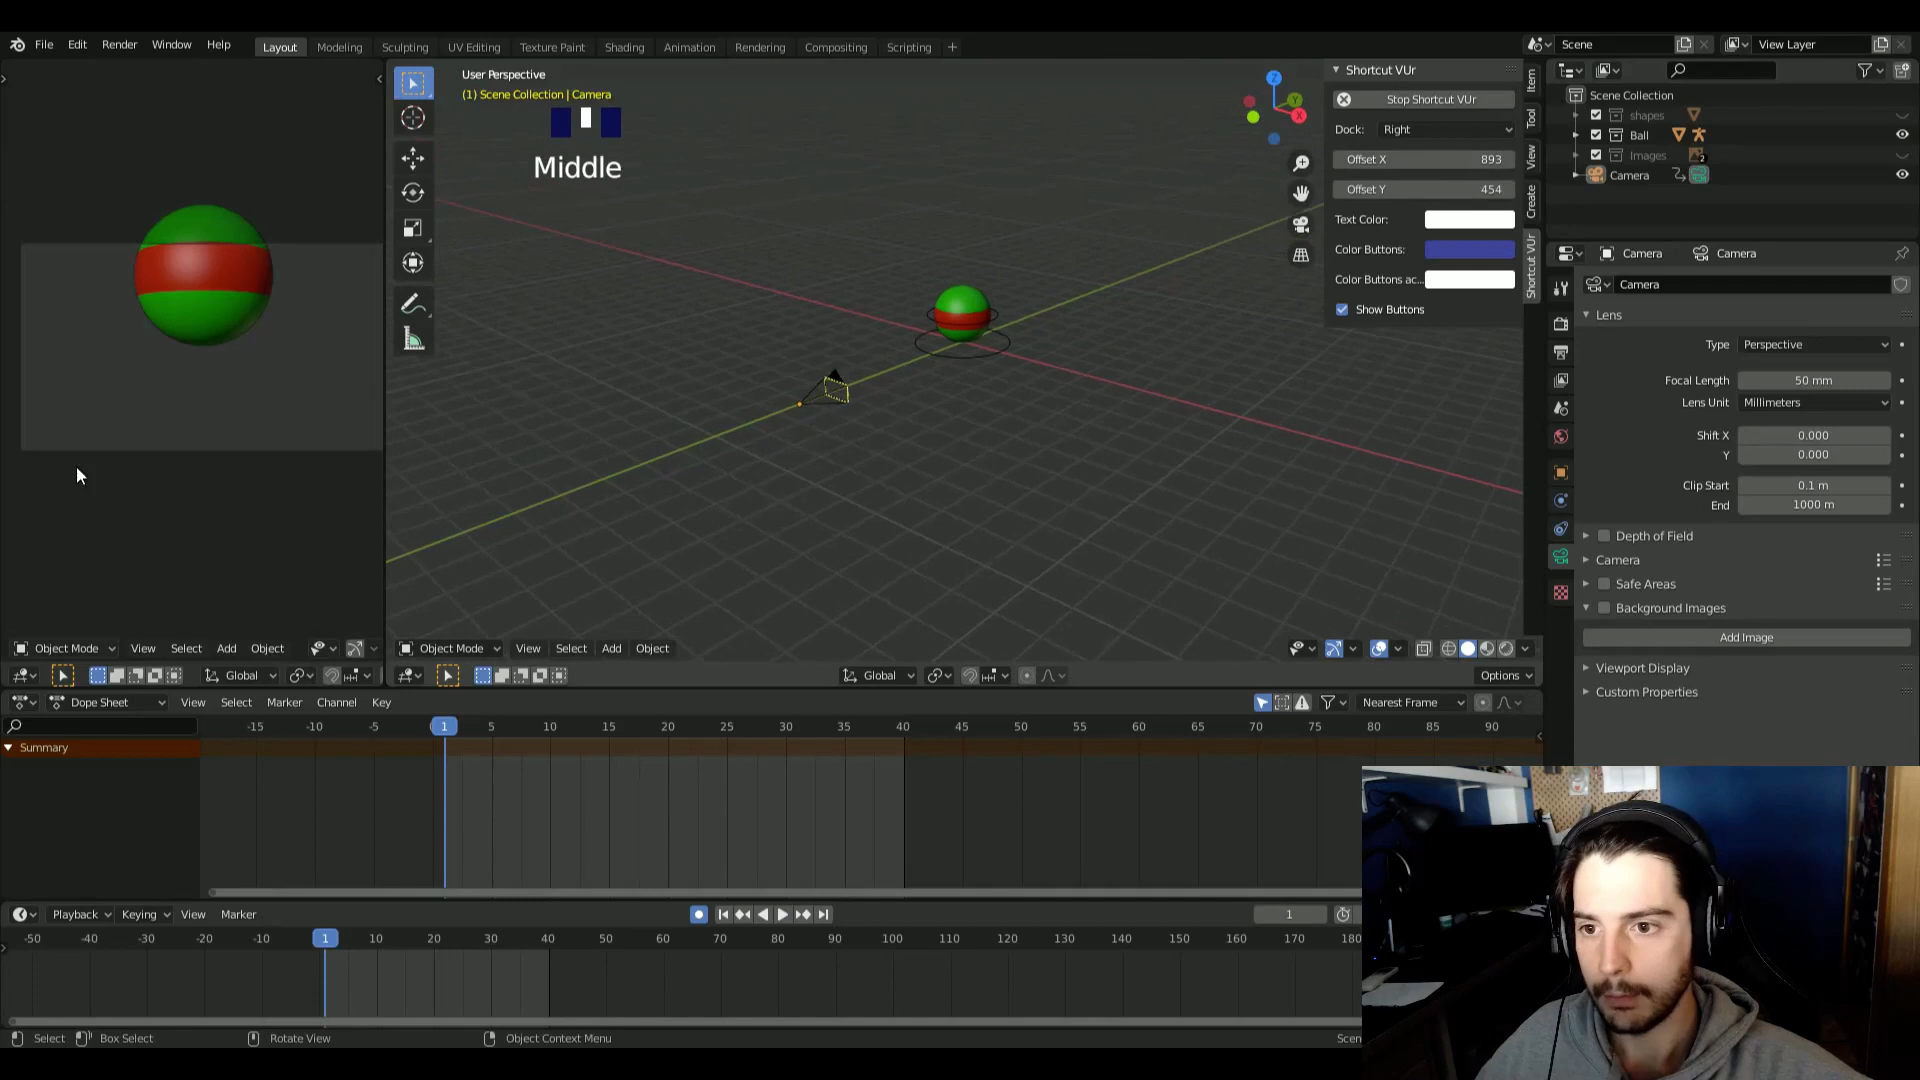 File Edit Render Window Help Layout Modeling Sculpting UV Editing Texture Paint Shading Animation Rendering Compositing Scripting + Scene View Layer
User Perspective
(1) Scene Collection | Camera
Middle
Shortcut VUr
Stop Shortcut VUr
Dock: Right
Offset X 893
Offset Y 454
Text Color:
Color Buttons:
Color Buttons ac...
Show Buttons
Item
Tool
View
Create
Shortcut VUr
Z
Y
X
Scene Collection
shapes
Ball
Images
2
Camera
Camera Camera
Camera
Lens
Type Perspective
Focal Length 50 mm
Lens Unit Millimeters
Shift X 0.000
Y 0.000
Clip Start 0.1 m
End 1000 m
Depth of Field
Camera
Safe Areas
Background Images
Add Image
Viewport Display
Custom Properties
Object Mode View Select Add Object
Global
Object Mode View Select Add Object
Global Options
Dope Sheet View Select Marker Channel Key Nearest Frame
-15 -10 -5 1 5 10 15 20 25 30 35 40 45 50 55 60 65 70 75 80 85 90
Summary
Playback Keying View Marker 1
-50 -40 -30 -20 -10 1 10 20 30 40 50 60 70 80 90 100 110 120 130 140 150 160 170 180
Select Box Select Rotate View Object Context Menu Scen